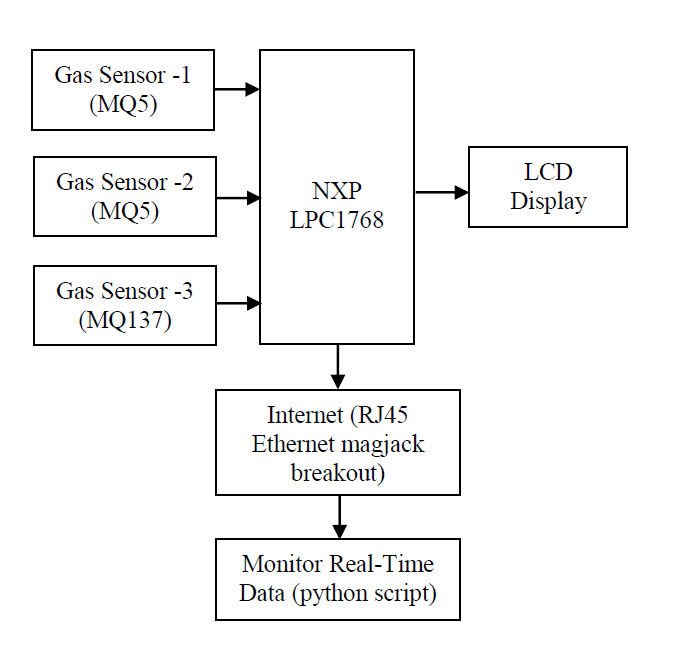 Gas Sensor -1
(MQ5)
Gas Sensor -2
(MQ5)
Gas Sensor -3
(MQ137)
NXP
LPC1768
LCD
Display
Internet (RJ45
Ethernet magjack
breakout)
Monitor Real-Time
Data (python script)